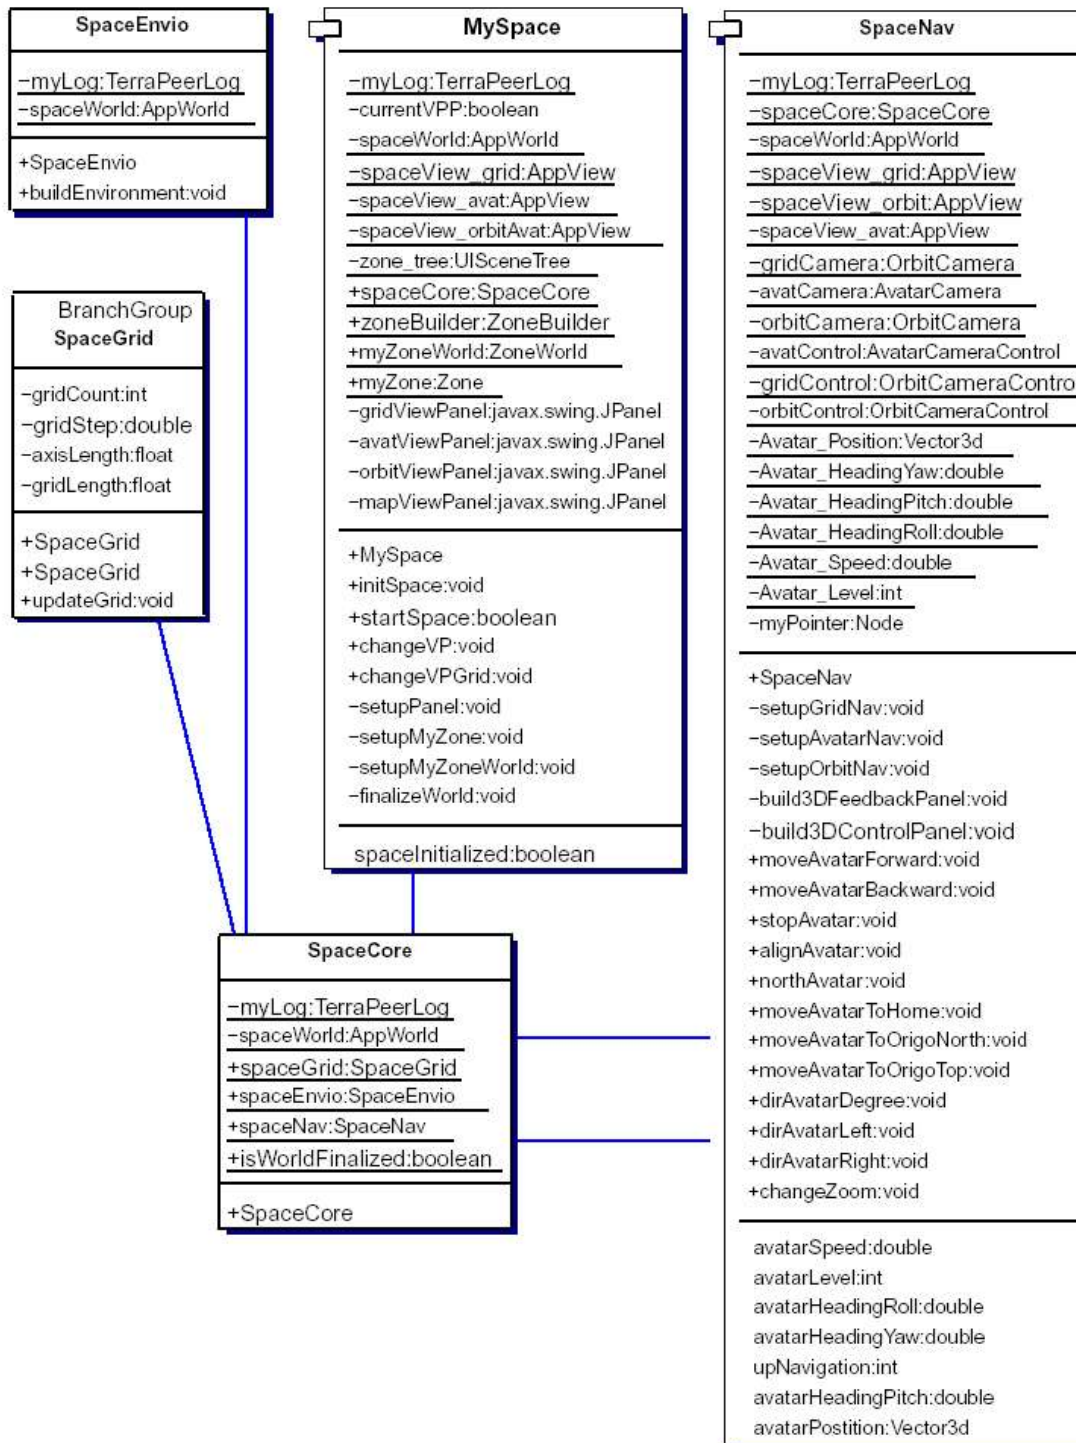 SpaceEnvio
−myLog:TerraPeerLog
−spaceWorld:AppWorld
+SpaceEnvio
+buildEnvironment:void
BranchGroup
SpaceGrid
−gridCount:int
−gridStep:double
−axisLength:float
−gridLength:float
+SpaceGrid
+SpaceGrid
+updateGrid:void
MySpace
−myLog:TerraPeerLog
−currentVPP:boolean
−spaceWorld:AppWorld
−spaceView_grid:AppView
−spaceView_avat:AppView
−spaceView_orbitAvat:AppView
−zone_tree:UISceneTree
+spaceCore:SpaceCore
+zoneBuilder:ZoneBuilder
+myZoneWorld:ZoneWorld
+myZone:Zone
−gridViewPanel:javax.swing.JPanel
−avatViewPanel:javax.swing.JPanel
−orbitViewPanel:javax.swing.JPanel
−mapViewPanel:javax.swing.JPanel
+MySpace
+initSpace:void
+startSpace:boolean
+changeVP:void
+changeVPGrid:void
−setupPanel:void
−setupMyZone:void
−setupMyZoneWorld:void
−finalizeWorld:void
spaceInitialized:boolean
SpaceCore
−myLog:TerraPeerLog
−spaceWorld:AppWorld
+spaceGrid:SpaceGrid
+spaceEnvio:SpaceEnvio
+spaceNav:SpaceNav
+isWorldFinalized:boolean
+SpaceCore
SpaceNav
−myLog:TerraPeerLog
−spaceCore:SpaceCore
−spaceWorld:AppWorld
−spaceView_grid:AppView
−spaceView_orbit:AppView
−spaceView_avat:AppView
−gridCamera:OrbitCamera
−avatCamera:AvatarCamera
−orbitCamera:OrbitCamera
−avatControl:AvatarCameraControl
−gridControl:OrbitCameraContro
−orbitControl:OrbitCameraControl
−Avatar_Position:Vector3d
−Avatar_HeadingYaw:double
−Avatar_HeadingPitch:double
−Avatar_HeadingRoll:double
−Avatar_Speed:double
−Avatar_Level:int
−myPointer:Node
+SpaceNav
−setupGridNav:void
−setupAvatarNav:void
−setupOrbitNav:void
−build3DFeedbackPanel:void
−build3DControlPanel:void
+moveAvatarForward:void
+moveAvatarBackward:void
+stopAvatar:void
+alignAvatar:void
+northAvatar:void
+moveAvatarToHome:void
+moveAvatarToOrigoNorth:void
+moveAvatarToOrigoTop:void
+dirAvatarDegree:void
+dirAvatarLeft:void
+dirAvatarRight:void
+changeZoom:void
avatarSpeed:double
avatarLevel:int
avatarHeadingRoll:double
avatarHeadingYaw:double
upNavigation:int
avatarHeadingPitch:double
avatarPostition:Vector3d